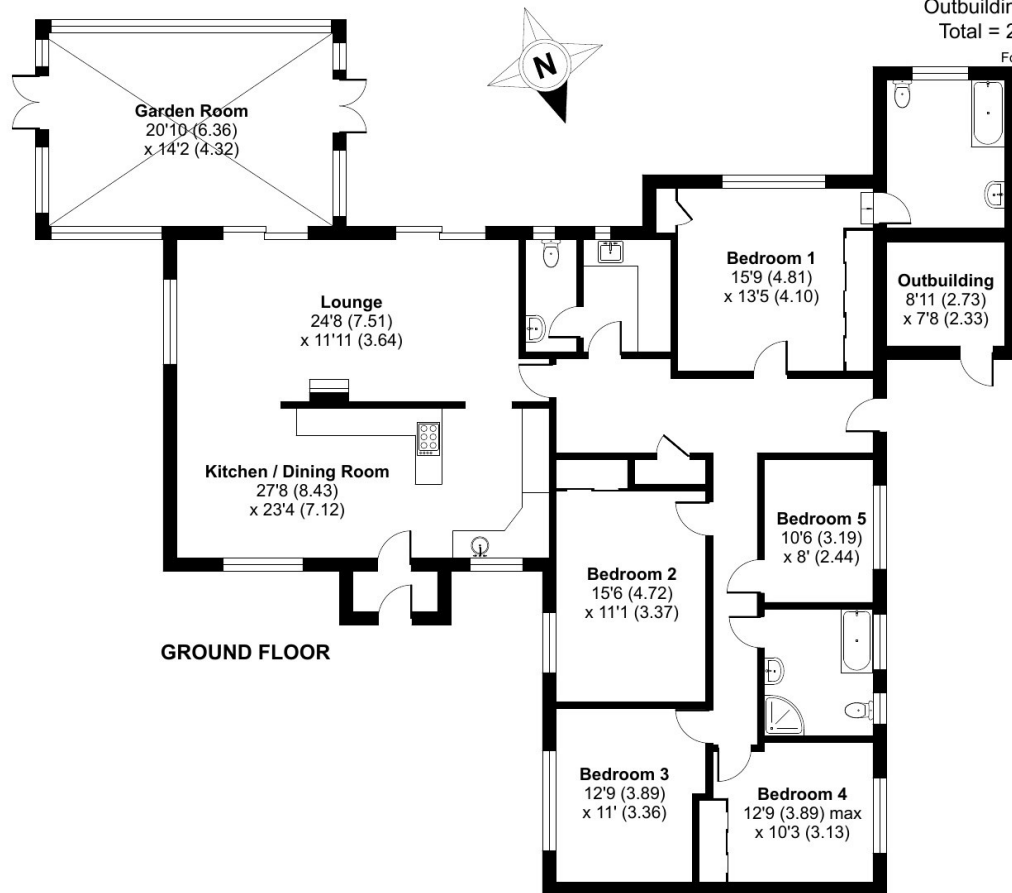 Outbuildin
Total = 2
Fo
N
Garden Room
20'10 (6.36)
x 14'2 (4.32)
Bedroom 1
15'9 (4.81)
x 13'5 (4.10)
Outbuilding
8'11 (2.73)
x 7'8 (2.33)
Lounge
24'8 (7.51)
x 11'11 (3.64)
Kitchen / Dining Room
27'8 (8.43)
x 23'4 (7.12)
Bedroom 5
10'6 (3.19)
x 8' (2.44)
Bedroom 2
15'6 (4.72)
x 11'1 (3.37)
GROUND FLOOR
Bedroom 3
12'9 (3.89)
x 11' (3.36)
Bedroom 4
12'9 (3.89) max
x 10'3 (3.13)